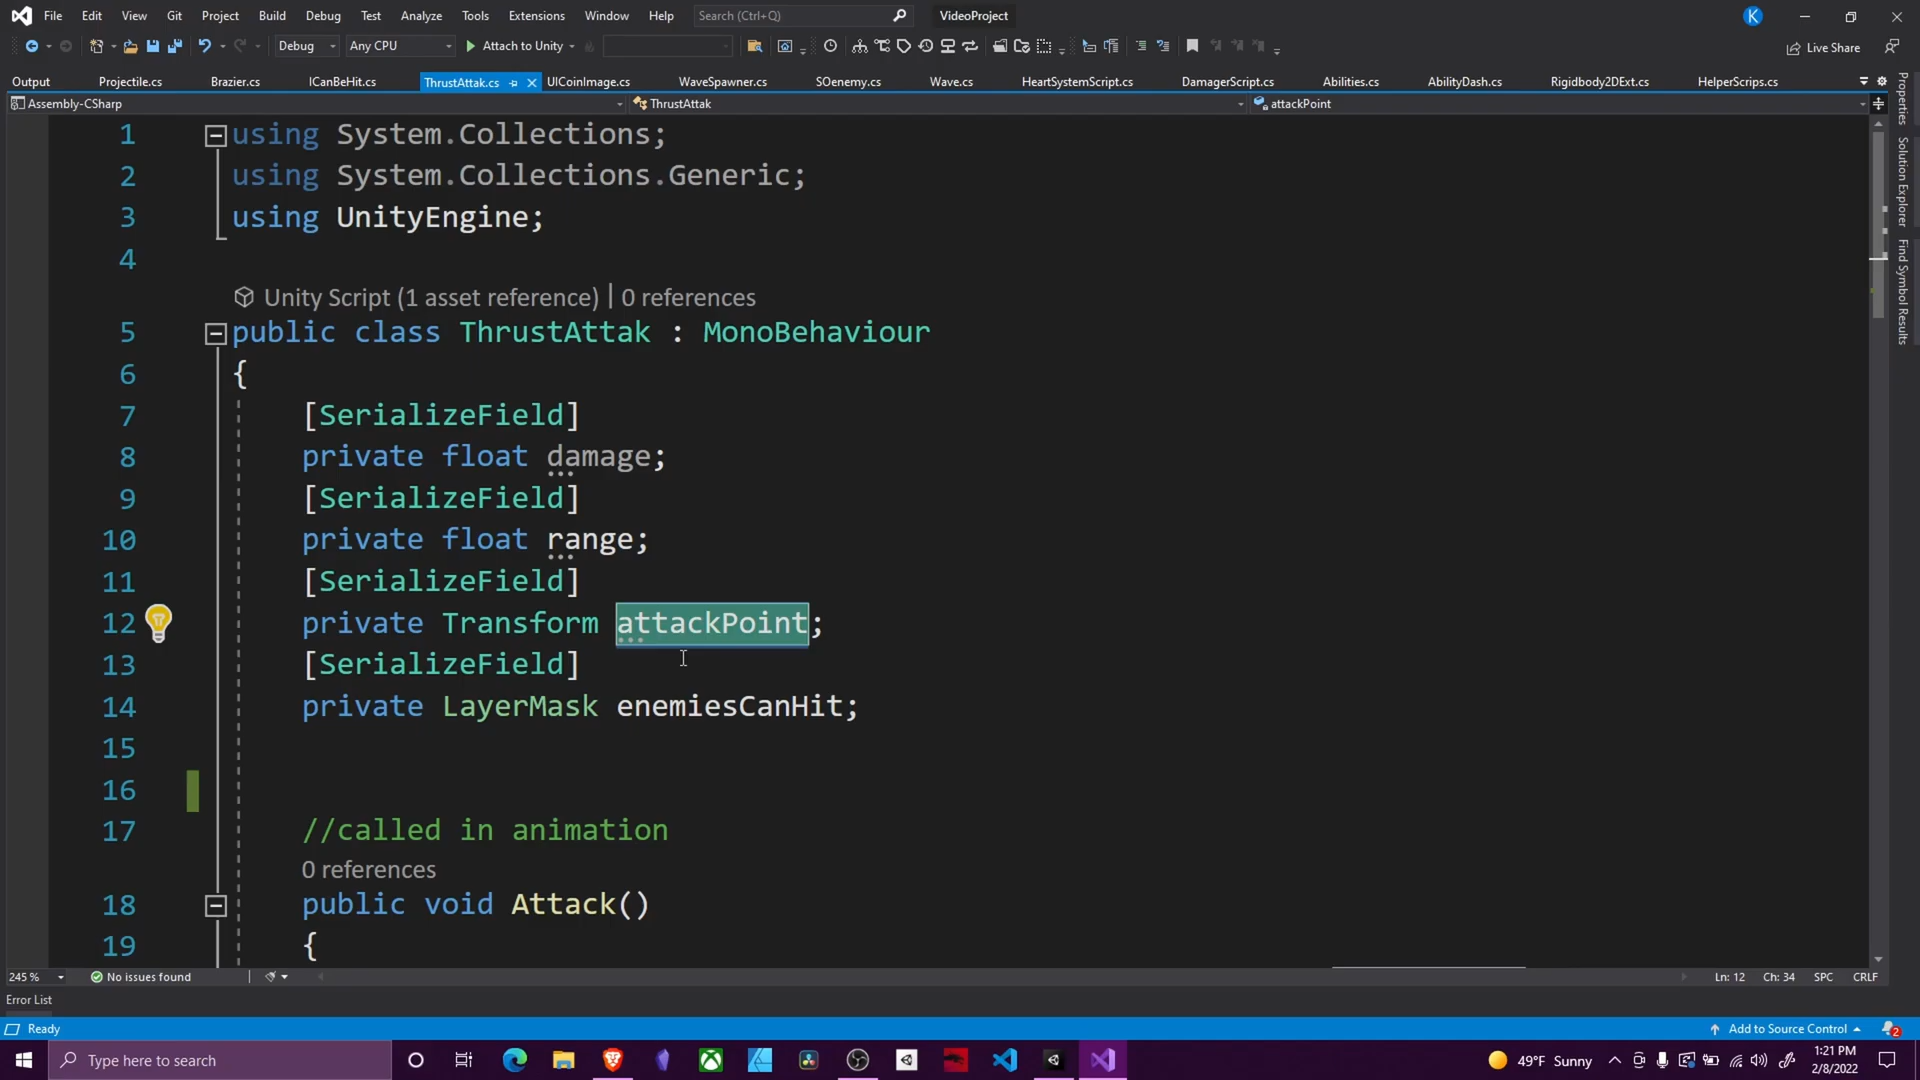 File Edit View Git Project Build Debug Test Analyze Tools Extensions Window Help Search (Ctrl+Q) VideoProject K
Debug Any CPU Attach to Unity Live Share
Output Projectile.cs Brazier.cs ICanBeHit.cs ThrustAttak.cs UICoinImage.cs WaveSpawner.cs SOenemy.cs Wave.cs HeartSystemScript.cs DamagerScript.cs Abilities.cs AbilityDash.cs Rigidbody2DExt.cs HelperScrips.cs
Assembly-CSharp ThrustAttak attackPoint
1 using System.Collections;
2 using System.Collections.Generic;
3 using UnityEngine;
4
Unity Script (1 asset reference) | 0 references
5 public class ThrustAttak : MonoBehaviour
6 {
7 [SerializeField]
8 private float damage;
9 [SerializeField]
10 private float range;
11 [SerializeField]
12 private Transform attackPoint;
13 [SerializeField]
14 private LayerMask enemiesCanHit;
15
16
17 //called in animation
0 references
18 public void Attack()
19 {
Properties
Solution Explorer
Find Symbol Results
245 % No issues found Ln: 12 Ch: 34 SPC CRLF
Error List
Ready Add to Source Control 2
Type here to search 49°F Sunny 1:21 PM
2/8/2022